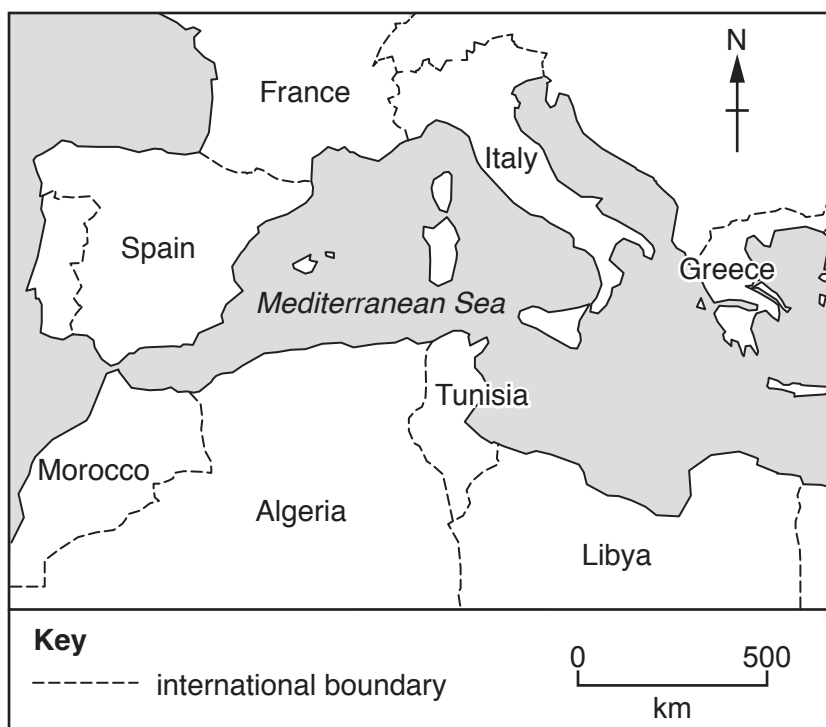 N
France
Italy
Spain
Greece
Mediterranean Sea
Tunisia
Morocco
Algeria
Libya
Key
international boundary
0 500
km